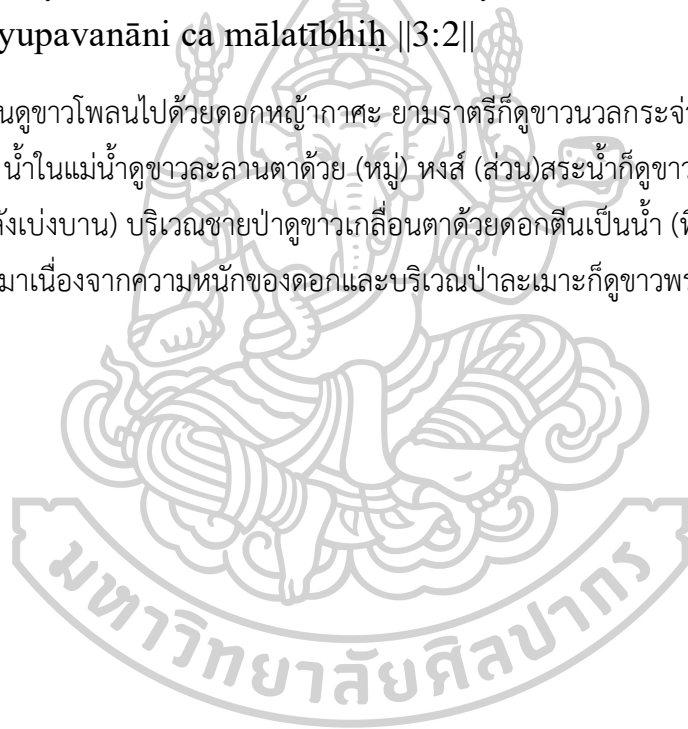 yupavanāni ca mālatībhiḥ ||3:2||
นดูขาวโพลนไปด้วยดอกหญ้ากาศะ ยามราตรีก็ดูขาวนวลกระจ่
น้ำในแม่น้ำดูขาวละลานตาด้วย (หมู่) หงส์ (ส่วน)สระน้ำก็ดูขาว
ังเบ่งบาน) บริเวณชายป่าดูขาวเกลื่อนตาด้วยดอกตีนเป็นน้ำ (ที
มาเนื่องจากความหนักของดอกและบริเวณป่าละเมาะก็ดูขาวพร
มหาวิทยาลัยศิลปากร